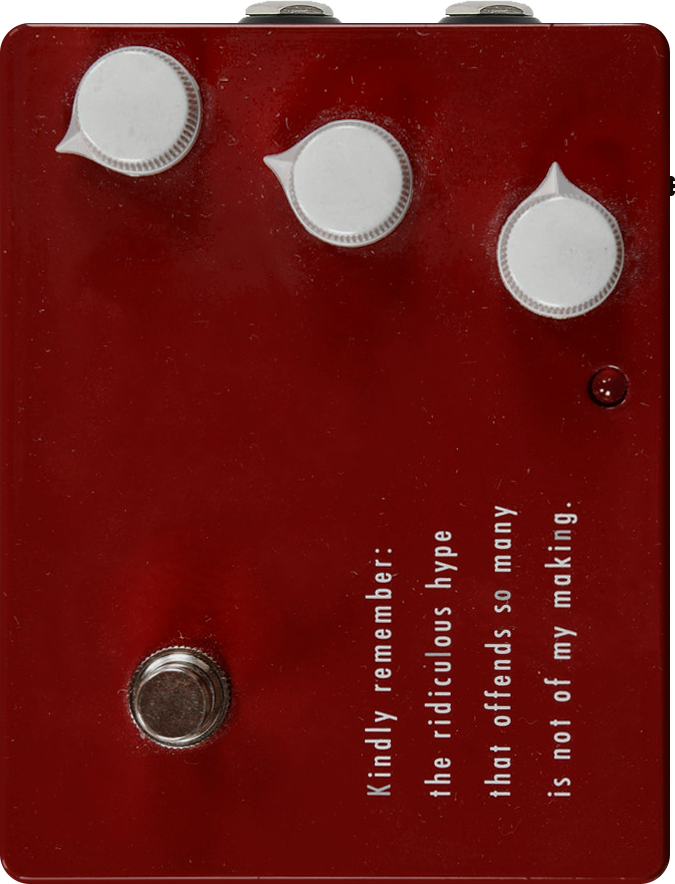 Kindly remember:
the ridiculous hype
that offends so many
is not of my making.